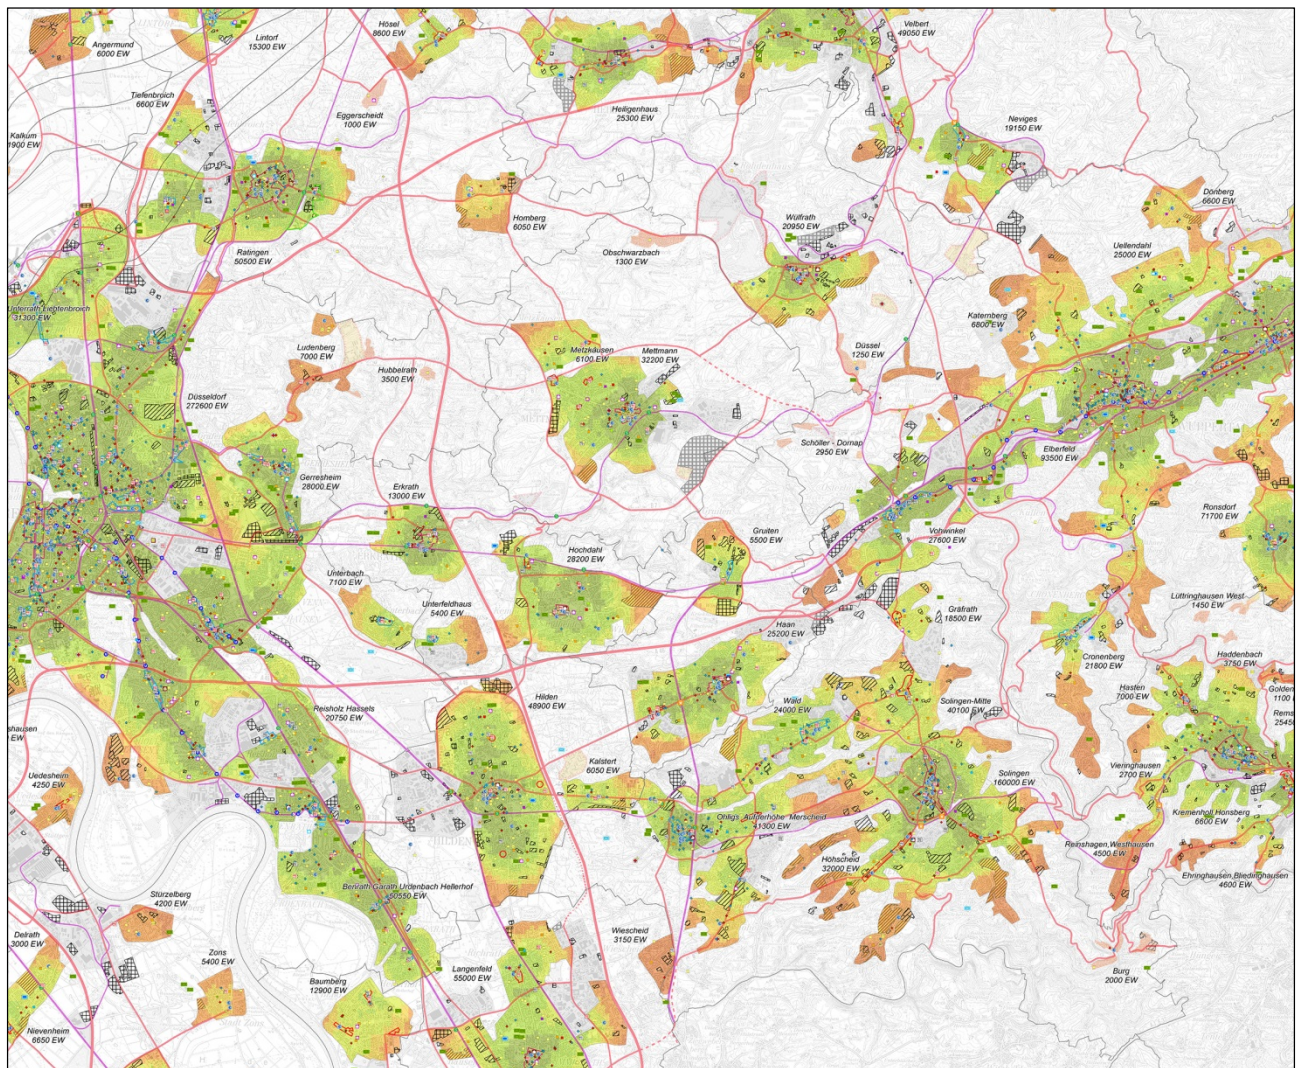 Angermund
6000 EW
Lintorf
15300 EW
Hösel
8600 EW
Velbert
49050 EW
Tiefenbroich
6600 EW
Eggerscheidt
1000 EW
Heiligenhaus
25300 EW
Neviges
19150 EW
Kalkum
1900 EW
Dönberg
6600 EW
Homberg
6050 EW
Wülfrath
20950 EW
Ratingen
50500 EW
Obschwarzbach
1300 EW
Uellendahl
25000 EW
Unterrath Lichtenbroich
31300 EW
Katernberg
6800 EW
Ludenberg
7000 EW
Hubbelrath
3500 EW
Metzkausen
6100 EW
Mettmann
32200 EW
Düssel
1250 EW
Düsseldorf
272600 EW
Schöller - Dornap
2950 EW
Elberfeld
93500 EW
Gerresheim
28000 EW
Erkrath
13000 EW
Ronsdorf
71700 EW
Gruiten
5500 EW
Vohwinkel
27600 EW
Hochdahl
28200 EW
Unterbach
7100 EW
Unterfeldhaus
5400 EW
Lüttringhausen West
1450 EW
Gräfrath
18500 EW
Haan
25200 EW
Cronenberg
21800 EW
Haddenbach
3750 EW
Hasten
7000 EW
Golden
1100
Rems
25450
Hilden
48900 EW
Wald
24000 EW
Solingen-Mitte
40100 EW
Reisholz Hassels
20750 EW
shausen
EW
Kalstert
6050 EW
Vieringhausen
2700 EW
Uedesheim
4250 EW
Solingen
160000 EW
Ohligs Aufderhöhe Merscheid
41300 EW
Kremenholl Honsberg
6600 EW
Reinshagen,Westhausen
4500 EW
Höhscheid
32000 EW
Ehringhausen,Bliedinghausen
4600 EW
Benrath Garath Urdenbach Hellerhof
50550 EW
Stürzelberg
4200 EW
Delrath
3000 EW
Wiescheid
3150 EW
Zons
5400 EW
Langenfeld
55000 EW
Baumberg
12900 EW
Burg
2000 EW
Nievenheim
6650 EW